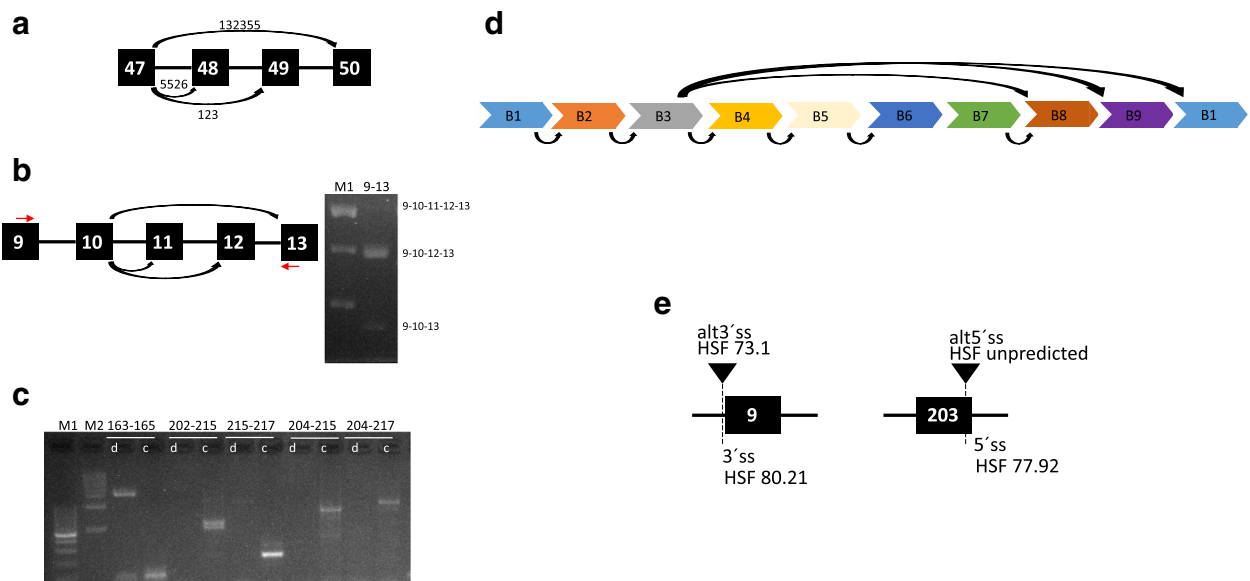 a
132355
47 48 49 50
5526
123
b
9 10 11 12 13
M1 9-13
9-10-11-12-13
9-10-12-13
9-10-13
c
M1 M2 163-165 202-215 215-217 204-215 204-217
d c d c d c d c d c
d
B1 B2 B3 B4 B5 B6 B7 B8 B9 B1
e
alt3´ss
HSF 73.1
9
3´ss
HSF 80.21
alt5´ss
HSF unpredicted
203
5´ss
HSF 77.92